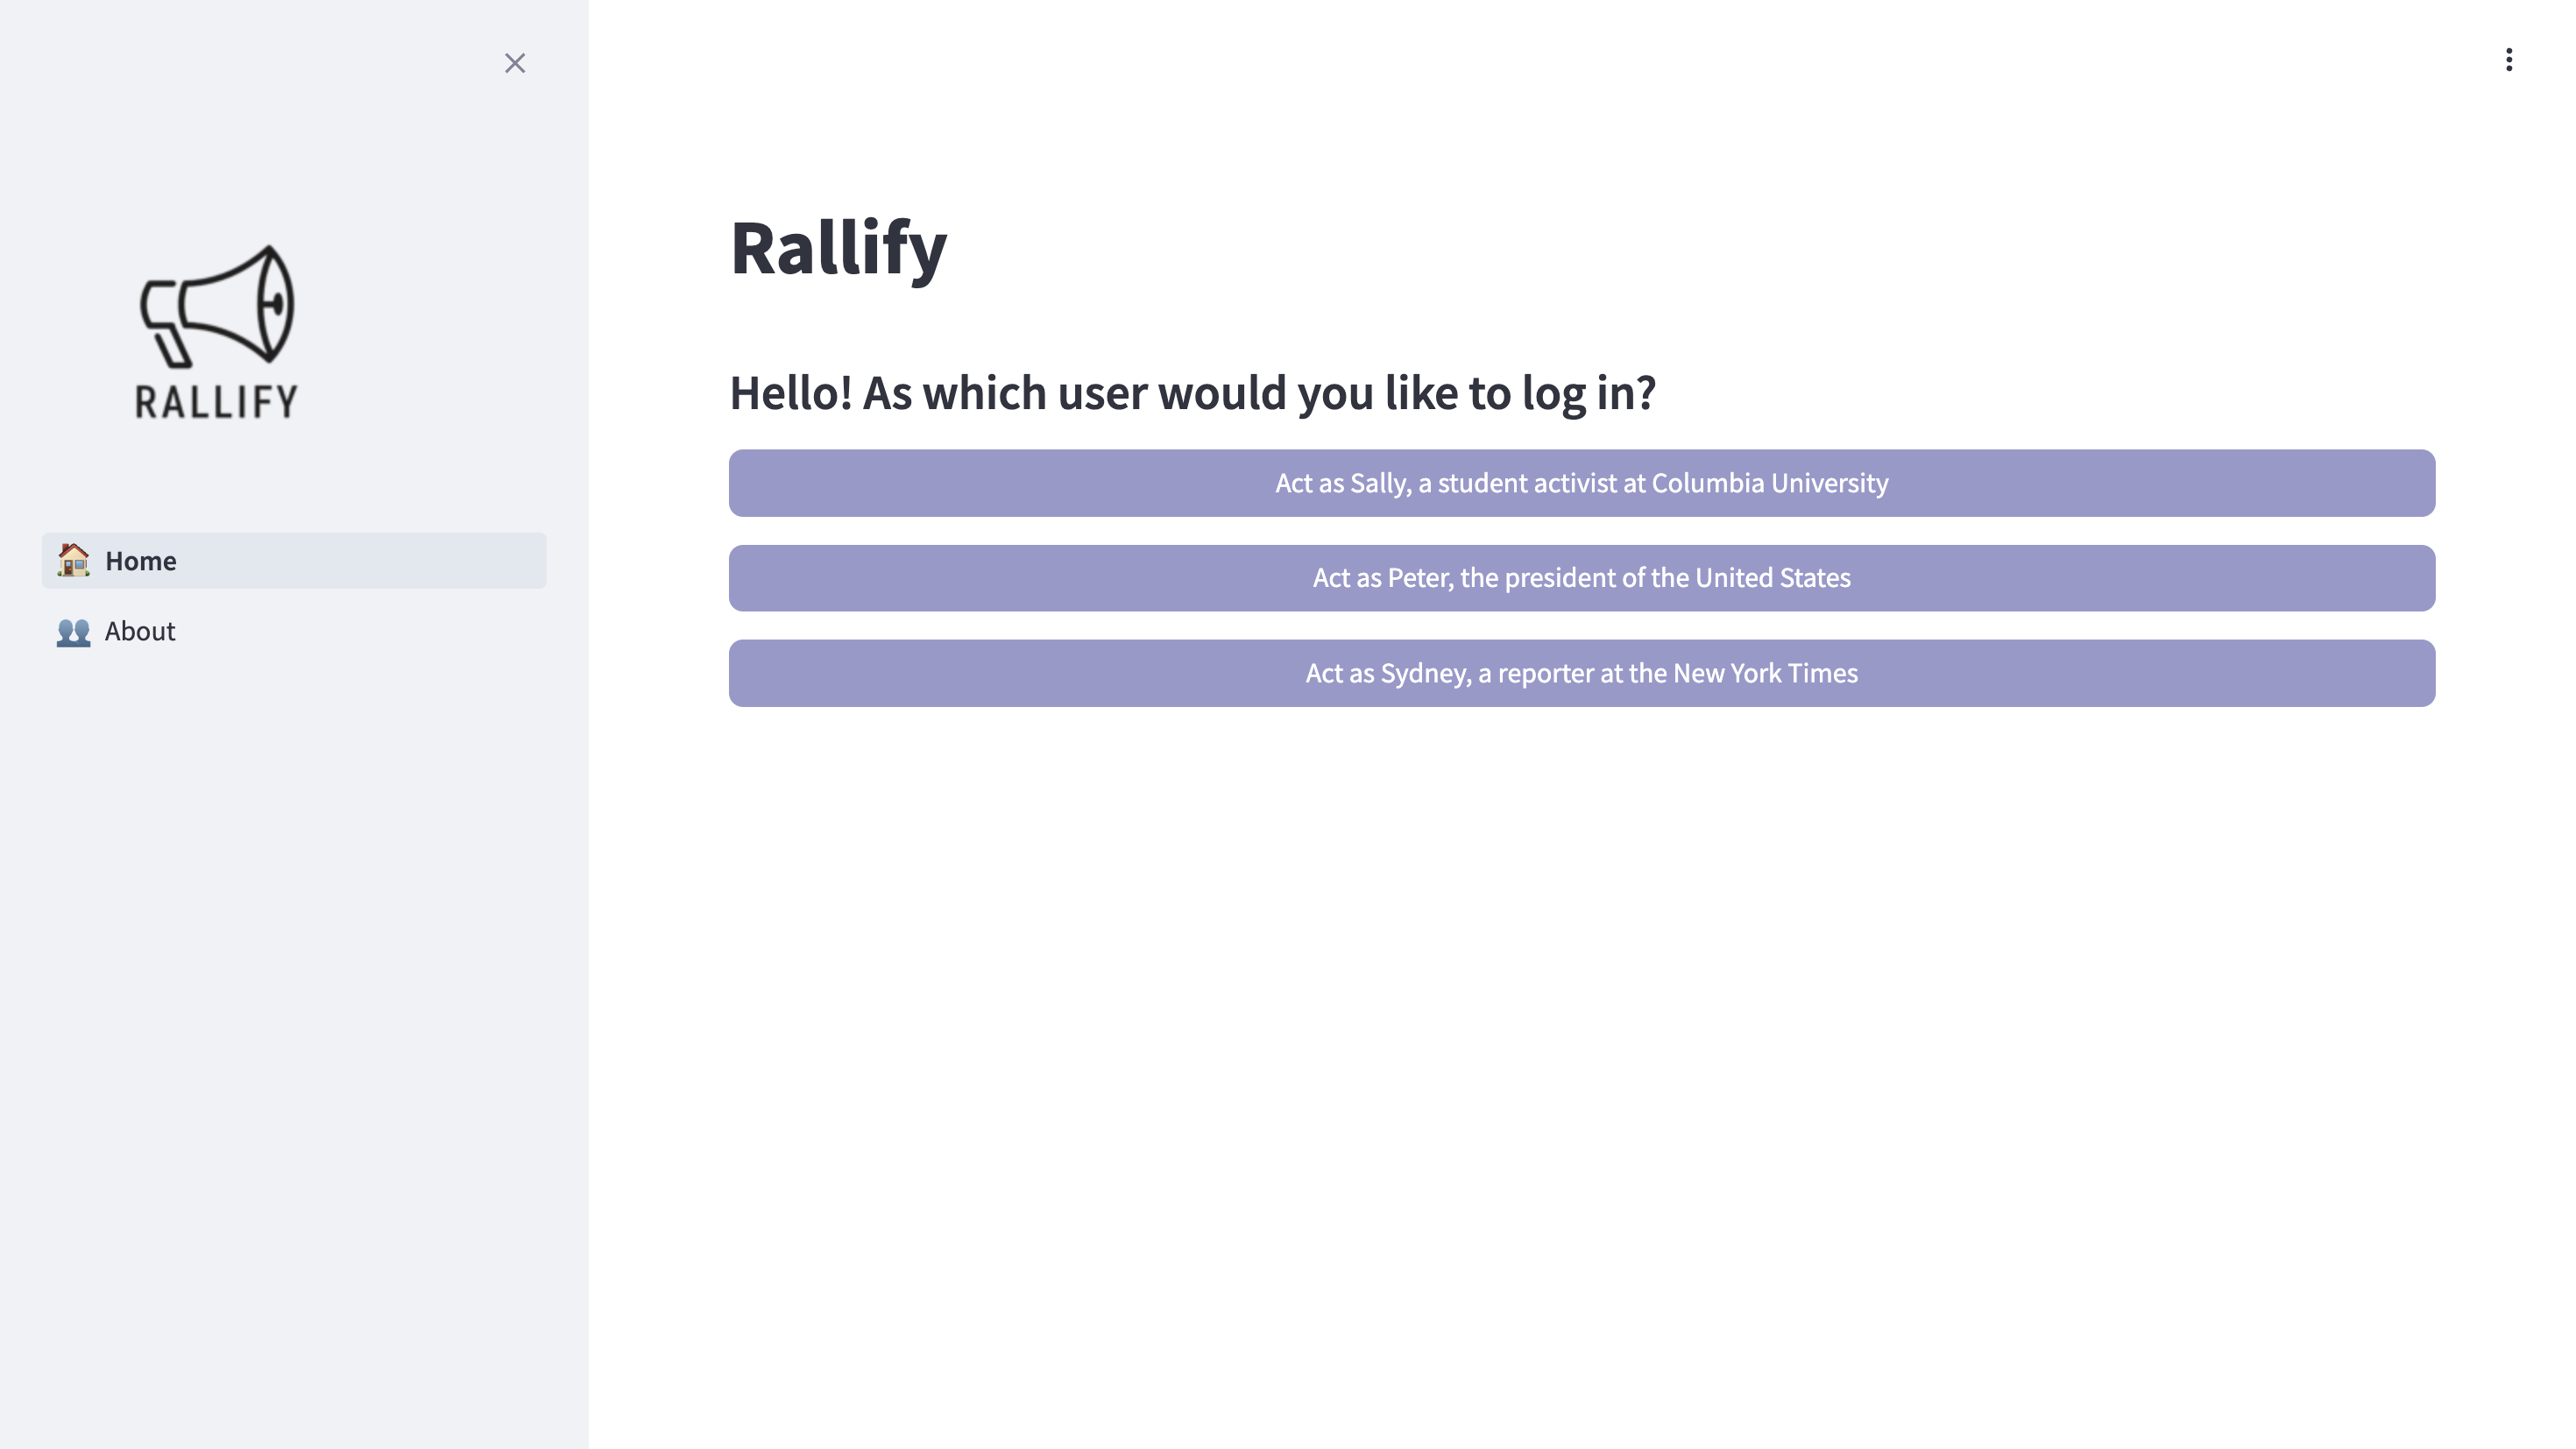 RALLIFY
Home
About
Rallify
Hello! As which user would you like to log in?
Act as Sally, a student activist at Columbia University
Act as Peter, the president of the United States
Act as Sydney, a reporter at the New York Times